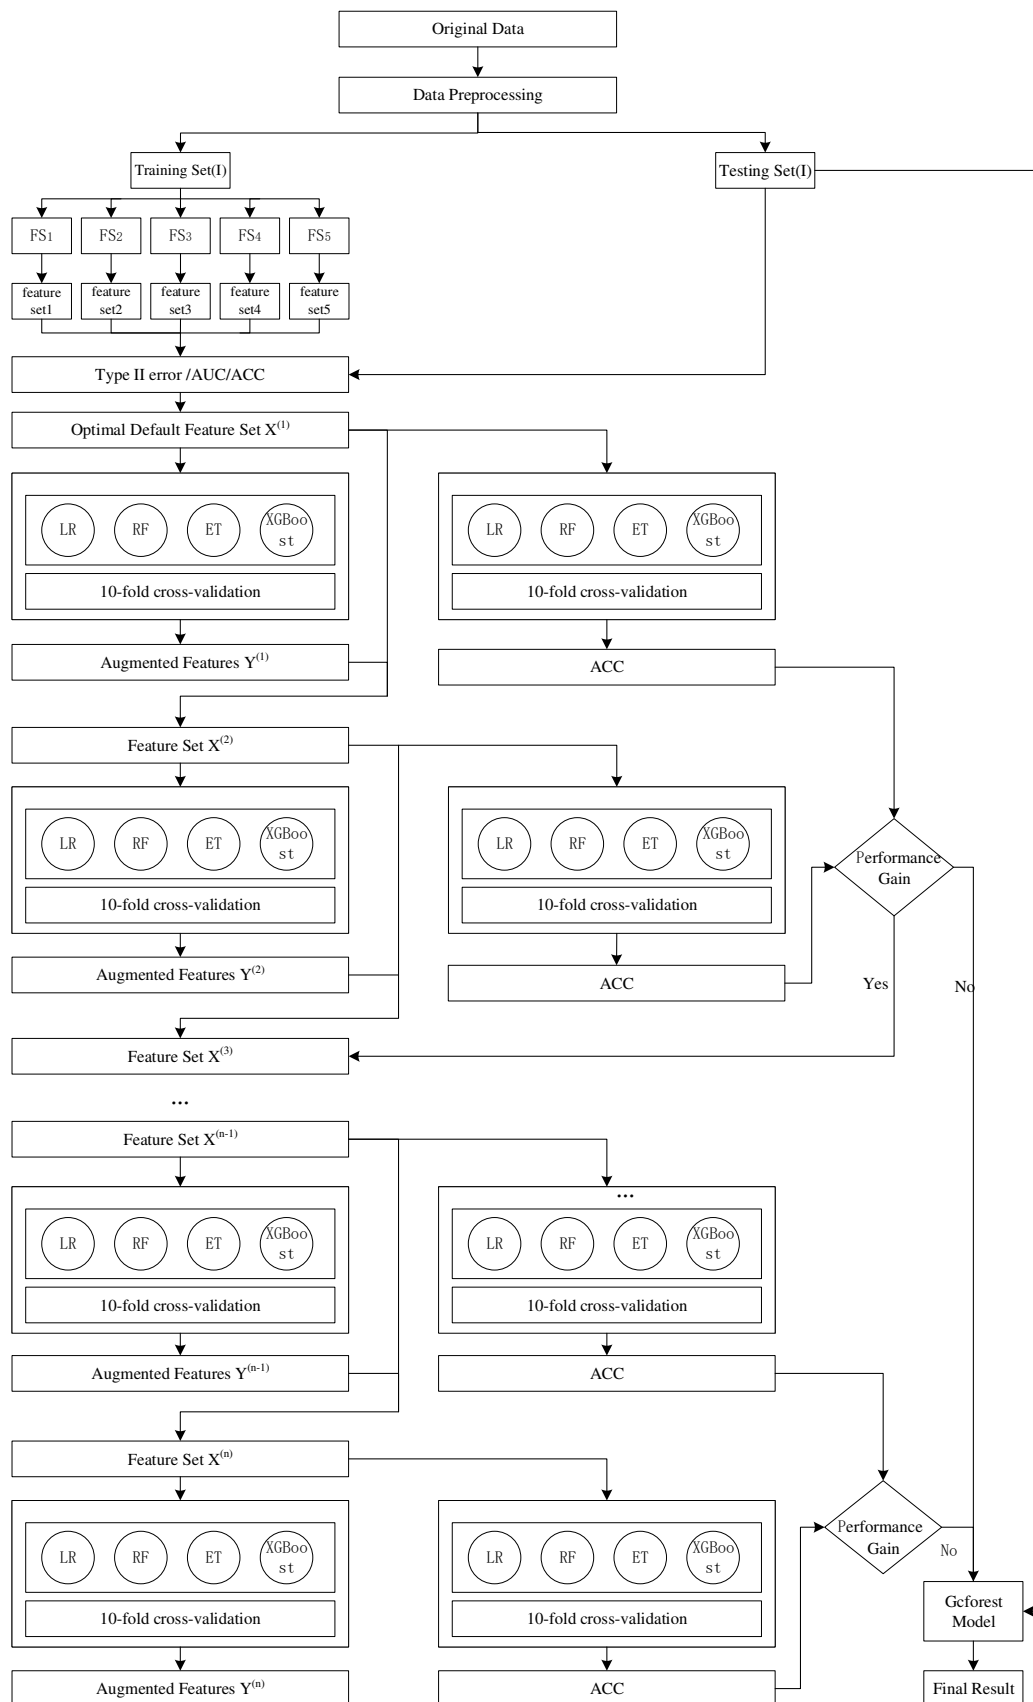 Original Data
Data Preprocessing
Training Set(I)
Testing Set(I)
FS1
FS2
FS3
FS4
FS5
feature
set1
feature
set2
feature
set3
feature
set4
feature
set5
Type II error /AUC/ACC
Optimal Default Feature Set X(1)
LR
RF
ET
XGBoo
st
10-fold cross-validation
LR
RF
ET
XGBoo
st
10-fold cross-validation
Augmented Features Y(1)
ACC
Feature Set X(2)
LR
RF
ET
XGBoo
st
10-fold cross-validation
LR
RF
ET
XGBoo
st
10-fold cross-validation
Performance
Gain
Augmented Features Y(2)
ACC
Yes
No
Feature Set X(3)
...
Feature Set X(n-1)
...
LR
RF
ET
XGBoo
st
10-fold cross-validation
LR
RF
ET
XGBoo
st
10-fold cross-validation
Augmented Features Y(n-1)
ACC
Feature Set X(n)
LR
RF
ET
XGBoo
st
10-fold cross-validation
LR
RF
ET
XGBoo
st
10-fold cross-validation
Performance
Gain
No
Gcforest
Model
Augmented Features Y(n)
ACC
Final Result